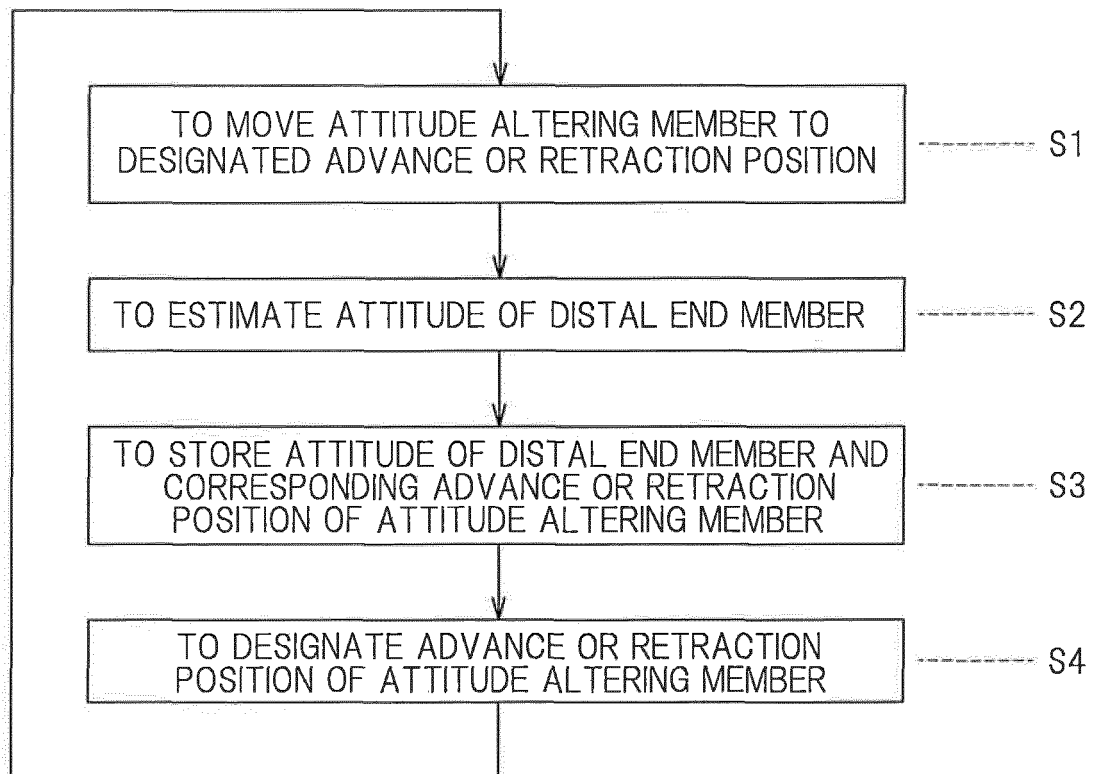 TO MOVE ATTITUDE ALTERING MEMBER TO
DESIGNATED ADVANCE OR RETRACTION POSITION
S1
TO ESTIMATE ATTITUDE OF DISTAL END MEMBER
S2
TO STORE ATTITUDE OF DISTAL END MEMBER AND
CORRESPONDING ADVANCE OR RETRACTION
POSITION OF ATTITUDE ALTERING MEMBER
S3
TO DESIGNATE ADVANCE OR RETRACTION
POSITION OF ATTITUDE ALTERING MEMBER
S4